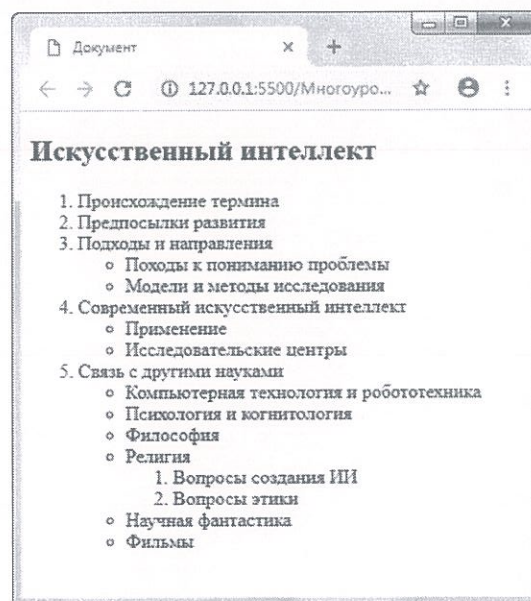 Документ
127.0.0.1:5500/Многоуро...
Искусственный интеллект
1. Происхождение термина
2. Предпосылки развития
3. Подходы и направления
Походы к пониманию проблемы
Модели и методы исследования
4. Современный искусственный интеллект
Применение
Исследовательские центры
5. Связь с другими науками
Компьютерная технология и робототехника
Психология и когнитология
Философия
Религия
1. Вопросы создания ИИ
2. Вопросы этики
Научная фантастика
Фильмы